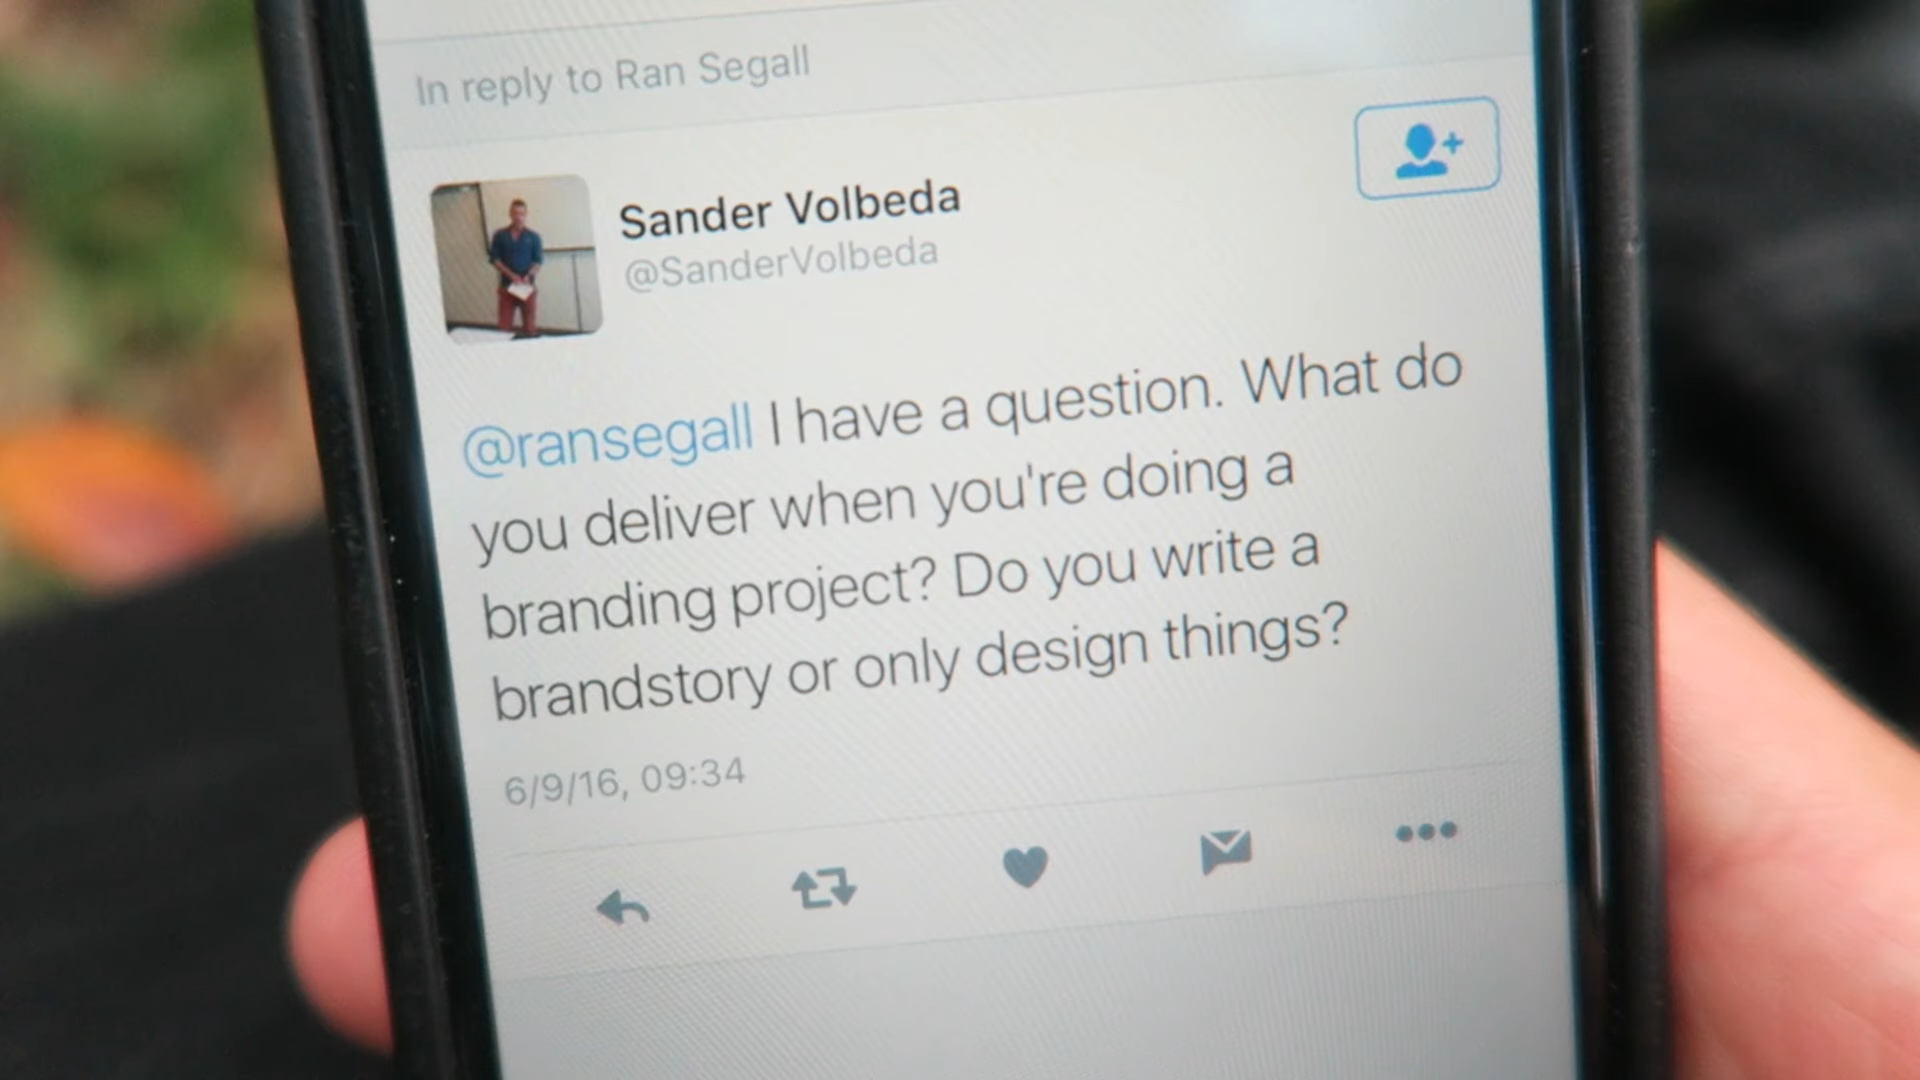 In reply to Ran Segall
Sander Volbeda
@SanderVolbeda
@ransegall I have a question. What do
you deliver when you're doing a
branding project? Do you write a
brandstory or only design things?
6/9/16, 09:34